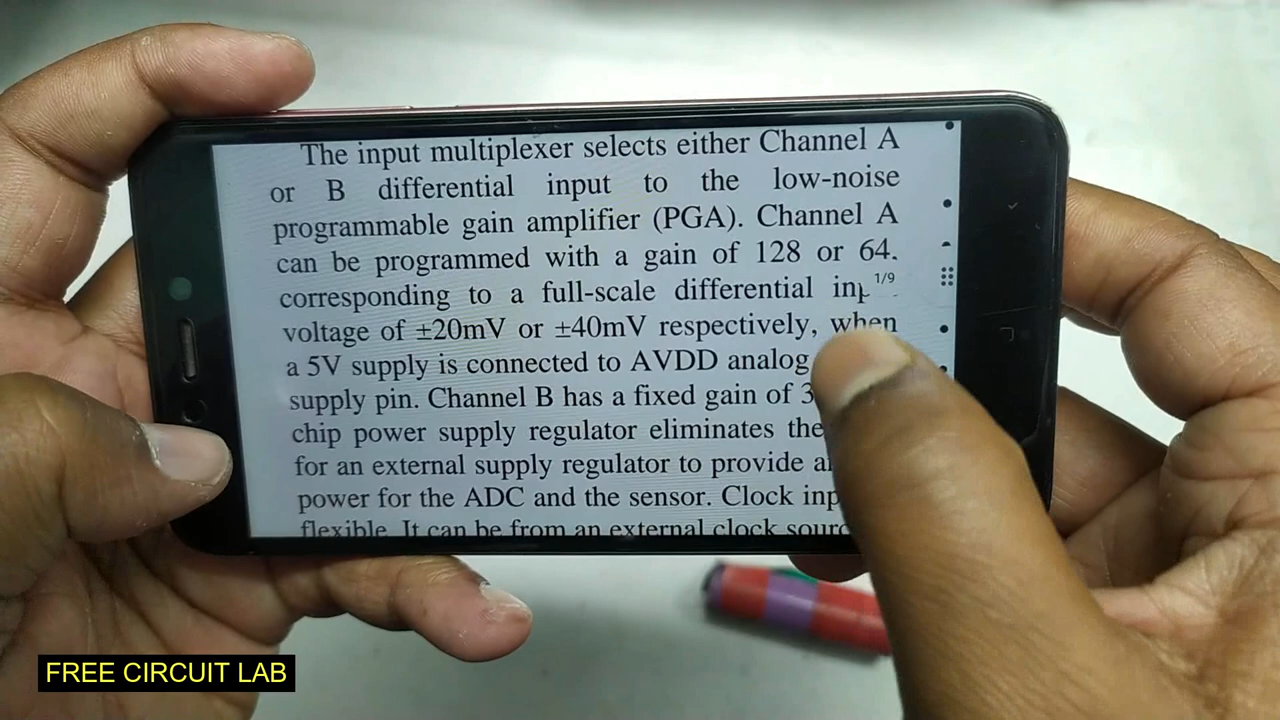 The input multiplexer selects either Channel A
or B differential input to the low-noise
programmable gain amplifier (PGA). Channel A
can be programmed with a gain of 128 or 64.
corresponding to a full-scale differential
1/9
voltage of ±20mV or ±40mV respectively, when
a 5V supply is connected to AVDD analog
supply pin. Channel B has a fixed gain of
chip power supply regulator eliminates the
for an external supply regulator to provide
power for the ADC and the sensor. Clock
flexible. It can be from an external clock
FREE CIRCUIT LAB